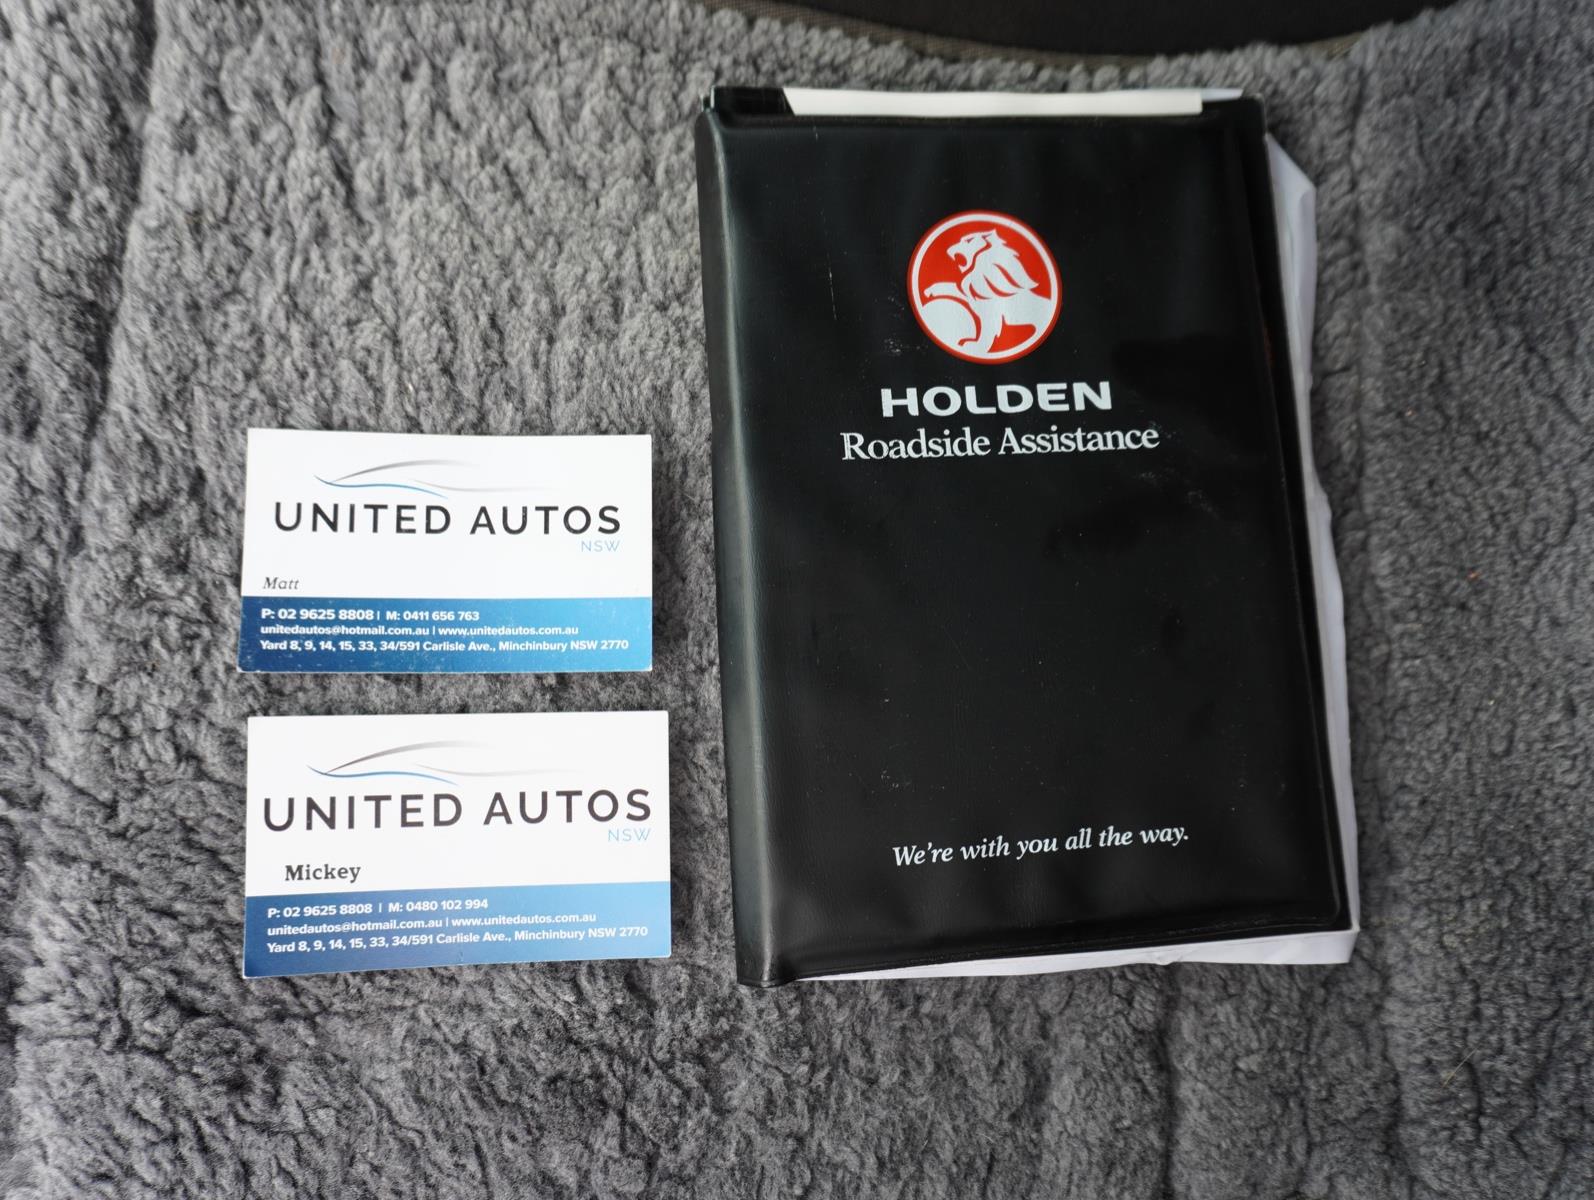 UNITED AUTOS
NSW
Matt
P: 02 9625 8808 | M: 0411 656 763
unitedautos@hotmail.com.au | www.unitedautos.com.au
Yard 8, 9, 14, 15, 33, 34/591 Carlisle Ave., Minchinbury NSW 2770
UNITED AUTOS
NSW
Mickey
P: 02 9625 8808 | M: 0480 102 994
unitedautos@hotmail.com.au | www.unitedautos.com.au
Yard 8, 9, 14, 15, 33, 34/591 Carlisle Ave., Minchinbury NSW 2770
HOLDEN
Roadside Assistance
We're with you all the way.